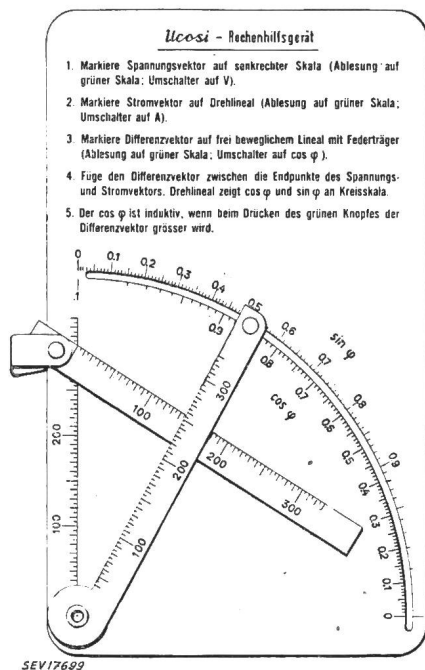 Ucosi - Rechenhilfsgerät
1. Markiere Spannungsvektor auf senkrechter Skala (Ablesung auf
grüner Skala; Umschalter auf V).
2. Markiere Stromvektor auf Drehlineal (Ablesung auf grüner Skala;
Umschalter auf A).
3. Markiere Differenzvektor auf frei beweglichem Lineal mit Federträger
(Ablesung auf grüner Skala; Umschalter auf cos φ).
4. Füge den Differenzvektor zwischen die Endpunkte des Spannungs-
und Stromvektors. Drehlineal zeigt cos φ und sin φ an Kreisskala.
5. Der cos φ ist induktiv, wenn beim Drücken des grünen Knopfes der
Differenzvektor grösser wird.
0 0,1 0,2 0,3 0,4 0,5 0,6 0,7 0,8 0,9
sin φ
1 0,9 0,8 0,7 0,6 0,5 0,4 0,3 0,2 0,1 0
cos φ
100 200 300
100 200 300
100 200
SEV17699